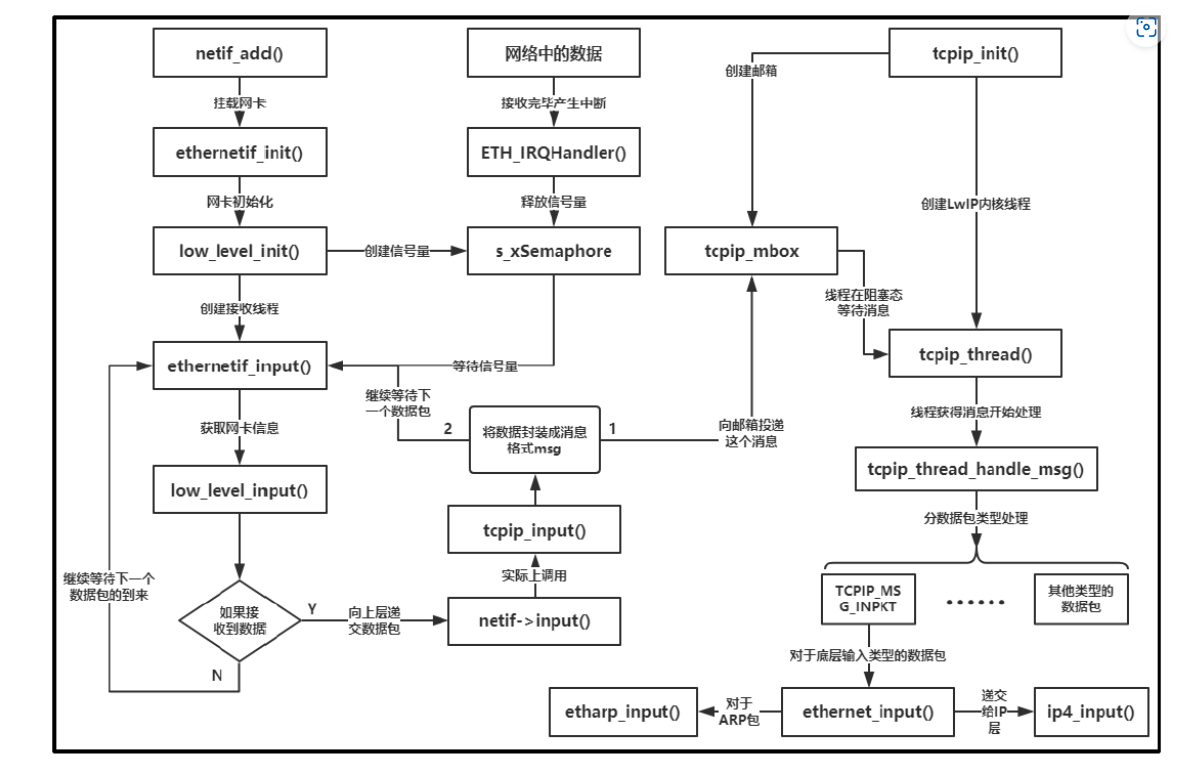 netif_add()
网络中的数据
tcpip_init()
创建邮箱
挂载网卡
接收完毕产生中断
ethernetif_init()
ETH_IRQHandler()
网卡初始化
释放信号量
创建LwIP内核线程
low_level_init()
创建信号量
s_xSemaphore
tcpip_mbox
线程在阻塞态
等待消息
创建接收线程
ethernetif_input()
等待信号量
tcpip_thread()
继续等待下
一个数据包
获取网卡信息
2
将数据封装成消息
格式msg
1
向邮箱投递
这个消息
线程获得消息开始处理
low_level_input()
tcpip_thread_handle_msg()
tcpip_input()
分数据包类型处理
继续等待下一个
数据包的到来
实际上调用
如果接
收到数据
Y
向上层递
交数据包
netif->input()
TCPIP_MS
G_INPKT
······
其他类型的
数据包
N
对于底层输入类型的数据包
etharp_input()
对于
ARP包
ethernet_input()
递交
给IP
层
ip4_input()